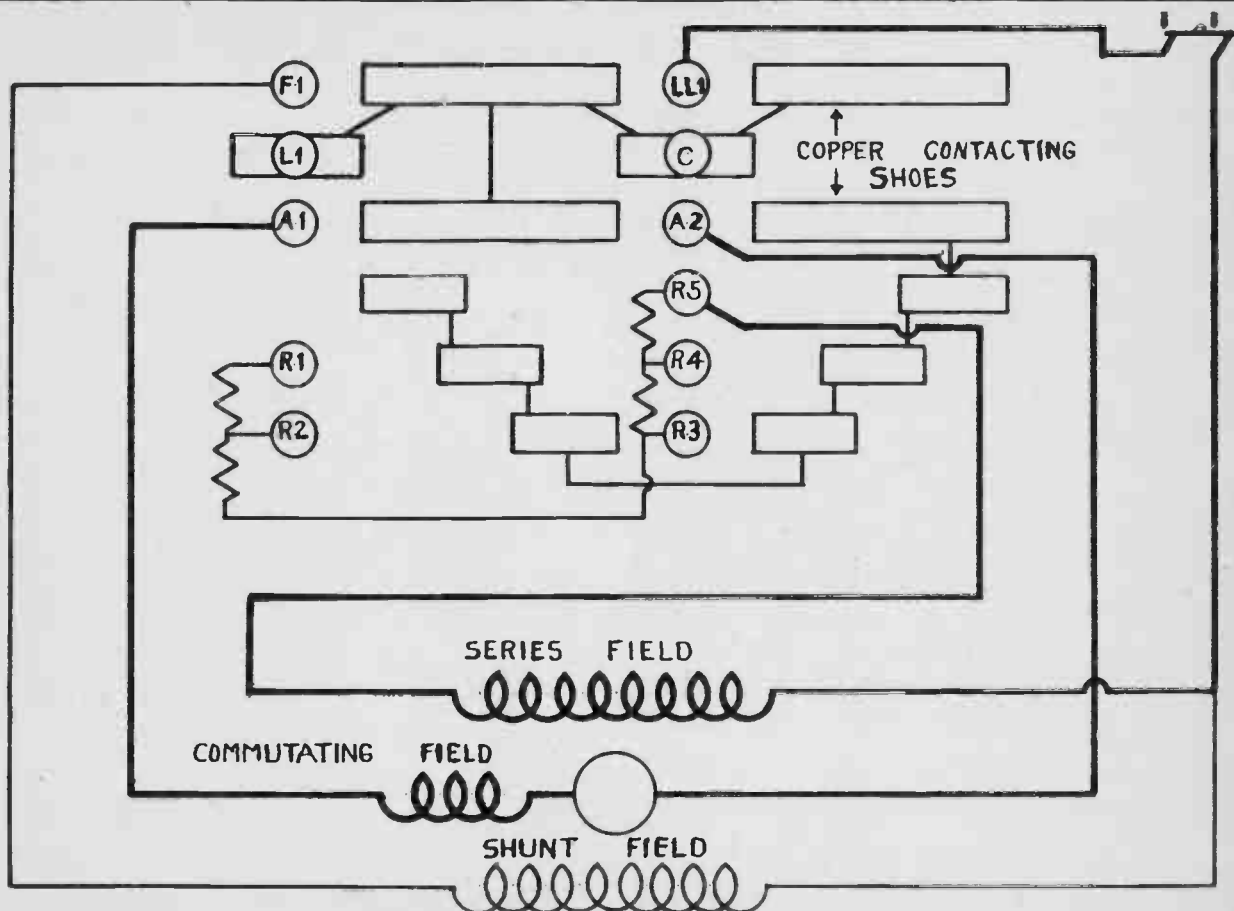 F1
LL1
L1
C
COPPER CONTACTING
SHOES
A1
A2
R5
R1
R4
R2
R3
SERIES FIELD
COMMUTATING FIELD
SHUNT FIELD